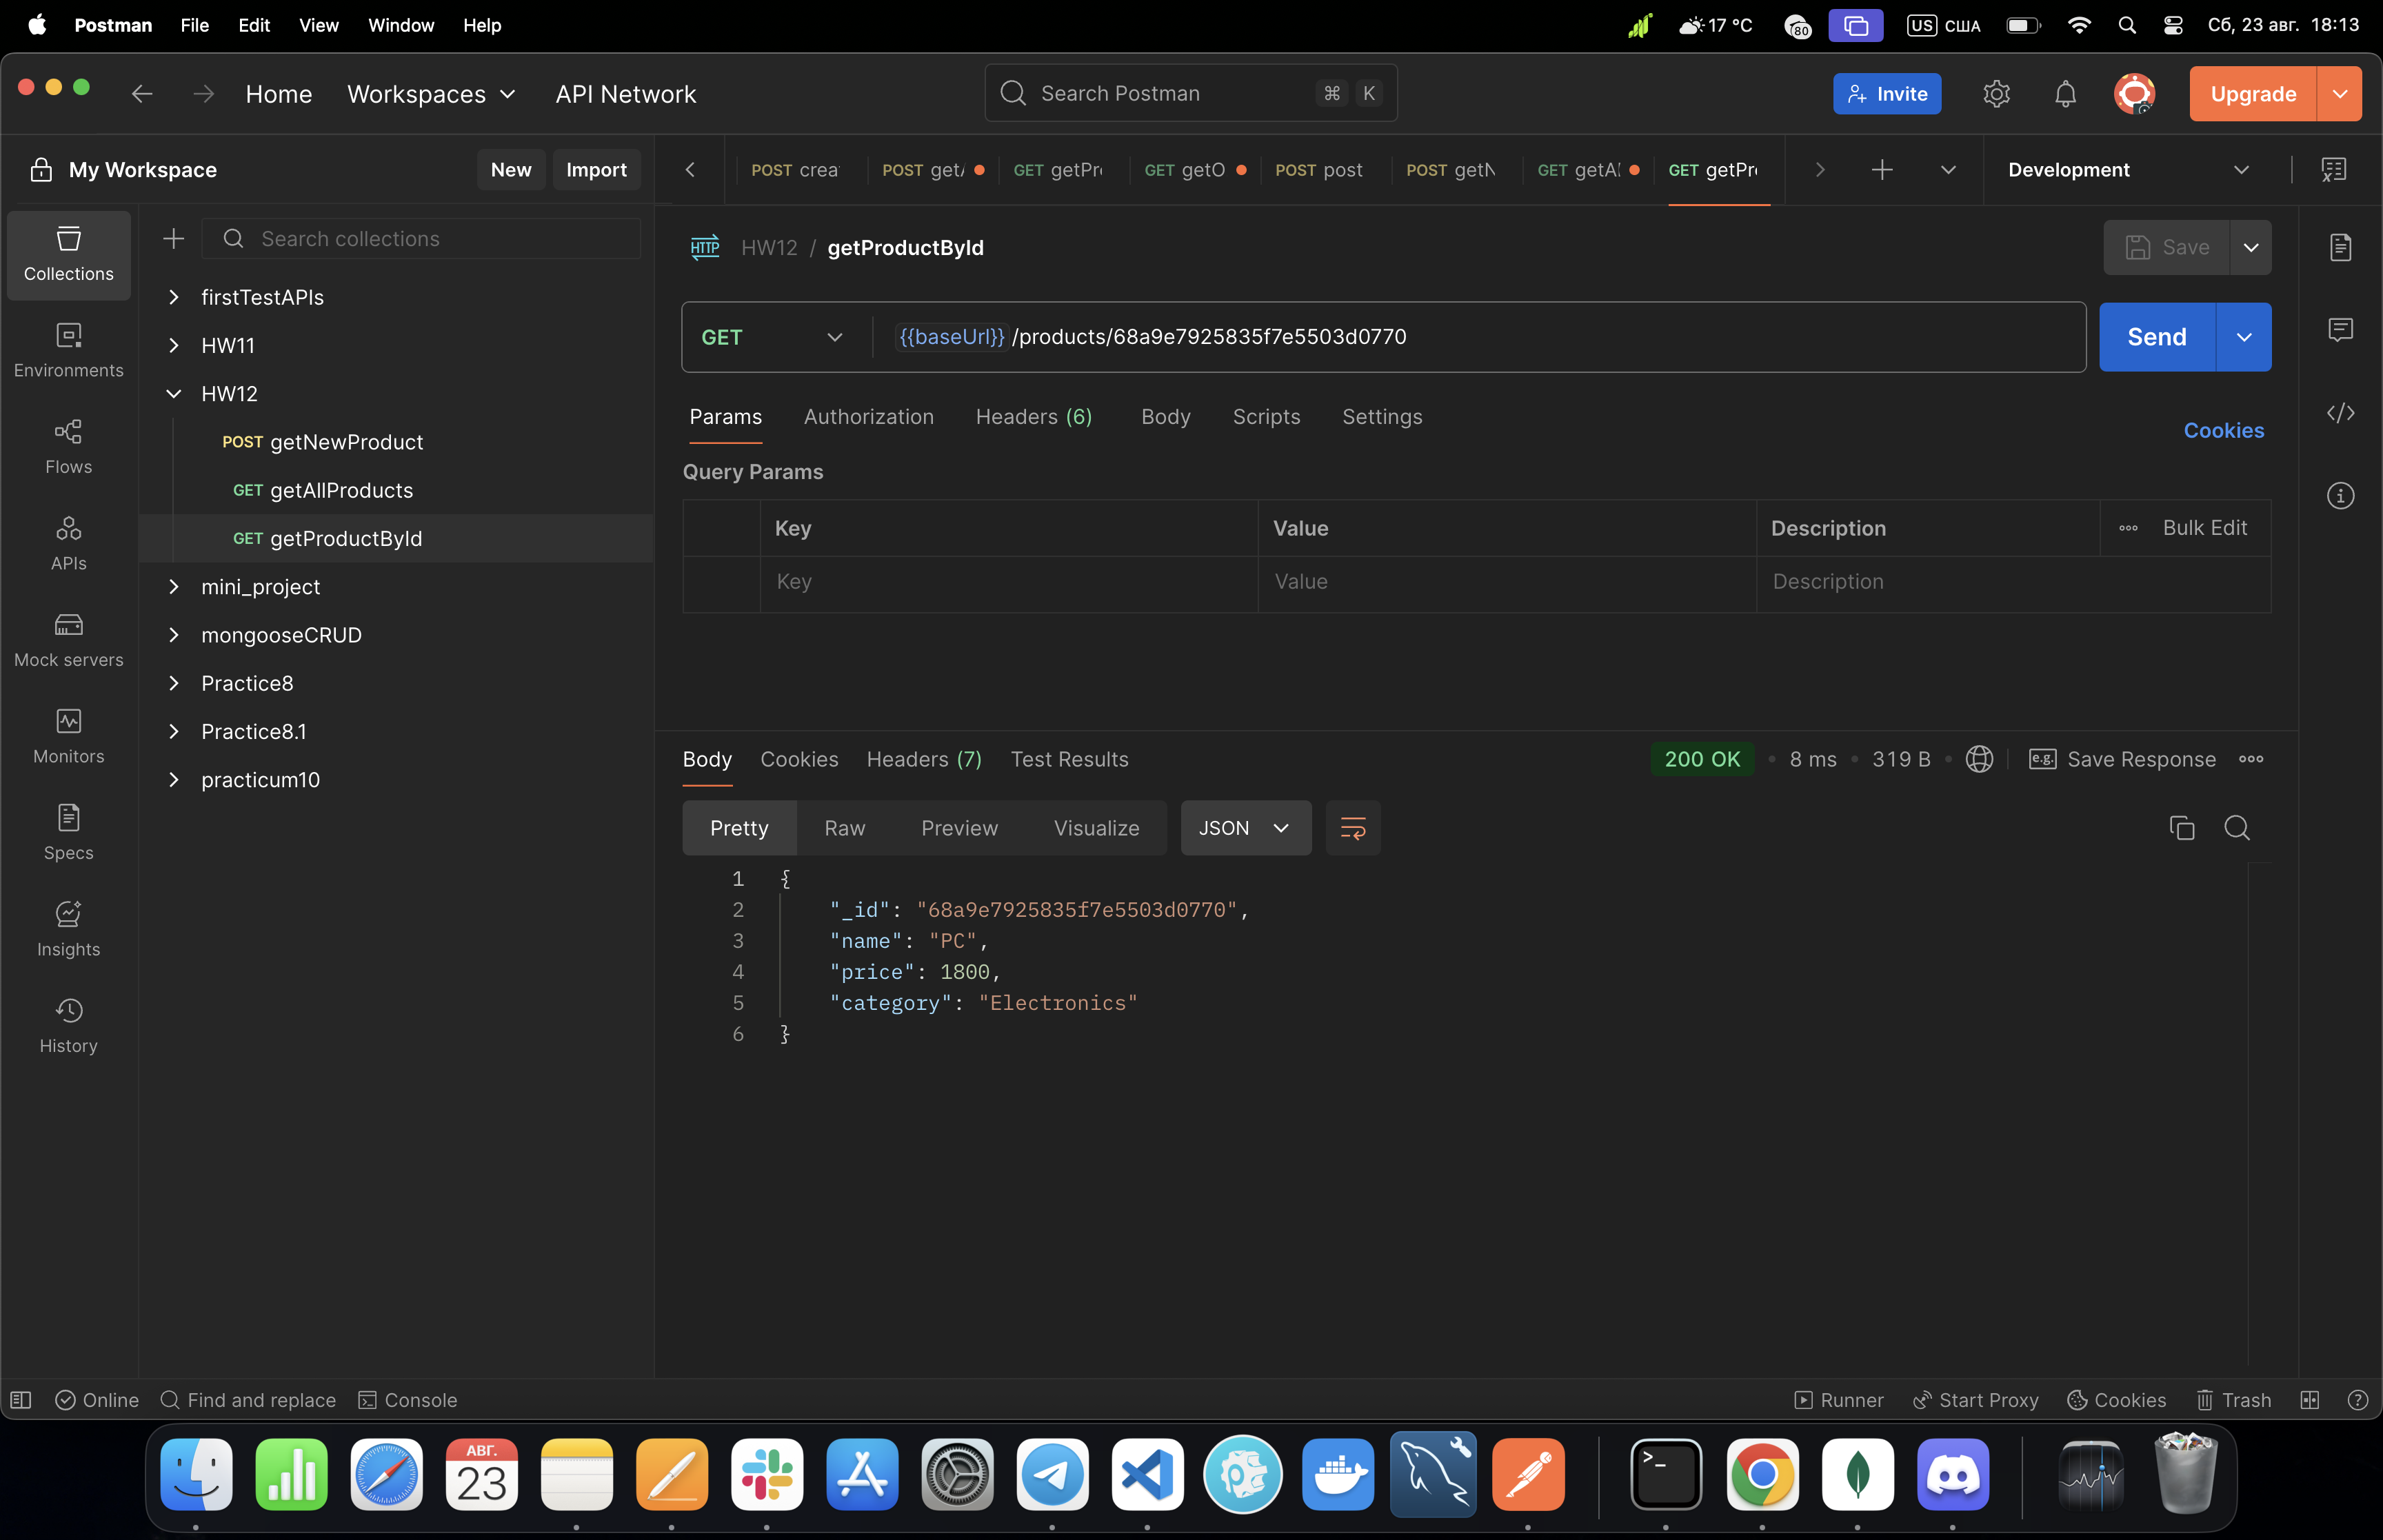 Postman File Edit View Window Help
80 17 °C US США Сб, 23 авг. 18:13
Home Workspaces API Network
Search Postman ⌘ K
Invite Upgrade
My Workspace New Import
POST crea POST get/ GET getPr GET getO POST post POST getN GET getA GET getPr Development
Collections
Environments
Flows
APIs
Mock servers
Monitors
Specs
Insights
History
Search collections
firstTestAPIs
HW11
HW12
POST getNewProduct
GET getAllProducts
GET getProductById
mini_project
mongooseCRUD
Practice8
Practice8.1
practicum10
HTTP HW12 / getProductById Save
GET {{baseUrl}} /products/68a9e7925835f7e5503d0770 Send
Params Authorization Headers (6) Body Scripts Settings Cookies
Query Params
Key Value Description Bulk Edit
Key Value Description
Body Cookies Headers (7) Test Results 200 OK • 8 ms • 319 B • e.g. Save Response
Pretty Raw Preview Visualize JSON
1 {
2 "_id": "68a9e7925835f7e5503d0770",
3 "name": "PC",
4 "price": 1800,
5 "category": "Electronics"
6 }
Online Find and replace Console Runner Start Proxy Cookies Trash
АВГ.
23